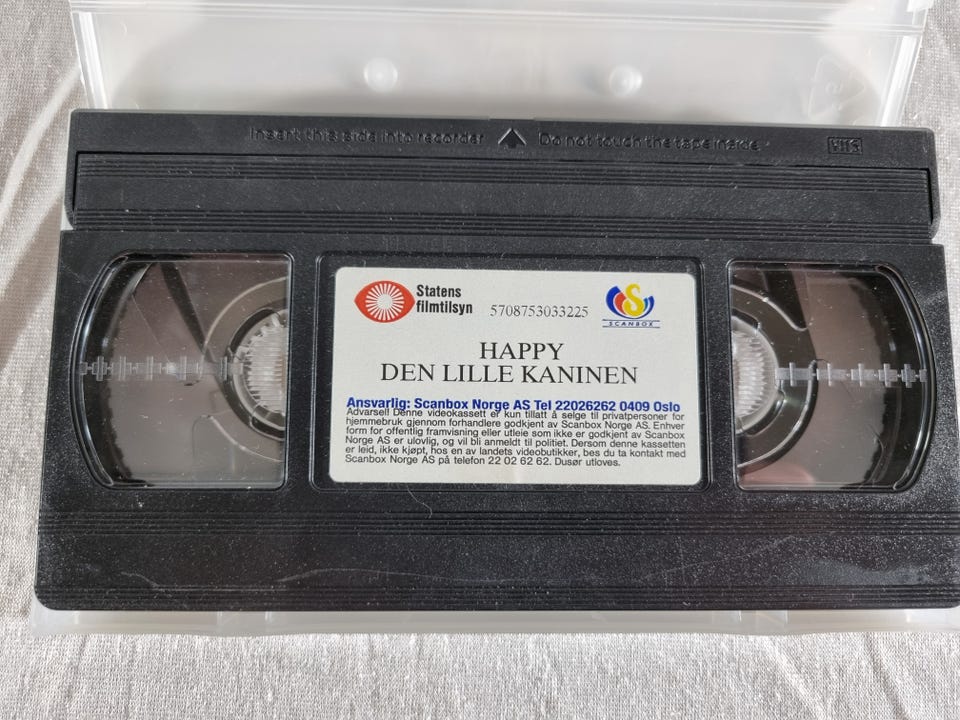 Insert this side into recorder Do not touch the tape inside VHS
Statens
filmtilsyn
5708753033225
SCANBOX
HAPPY
DEN LILLE KANINEN
Ansvarlig: Scanbox Norge AS Tel 22026262 0409 Oslo
Advarsel! Denne videokassett er kun tillatt å selge til privatpersoner for
hjemmebruk gjennom forhandlere godkjent av Scanbox Norge AS. Enhver
form for offentlig framvisning eller utleie som ikke er godkjent av Scanbox
Norge AS er ulovlig, og vil bli anmeldt til politiet. Dersom denne kassetten
er leid, ikke kjøpt, hos en av landets videobutikker, bes du ta kontakt med
Scanbox Norge AS på telefon 22 02 62 62. Dusør utloves.